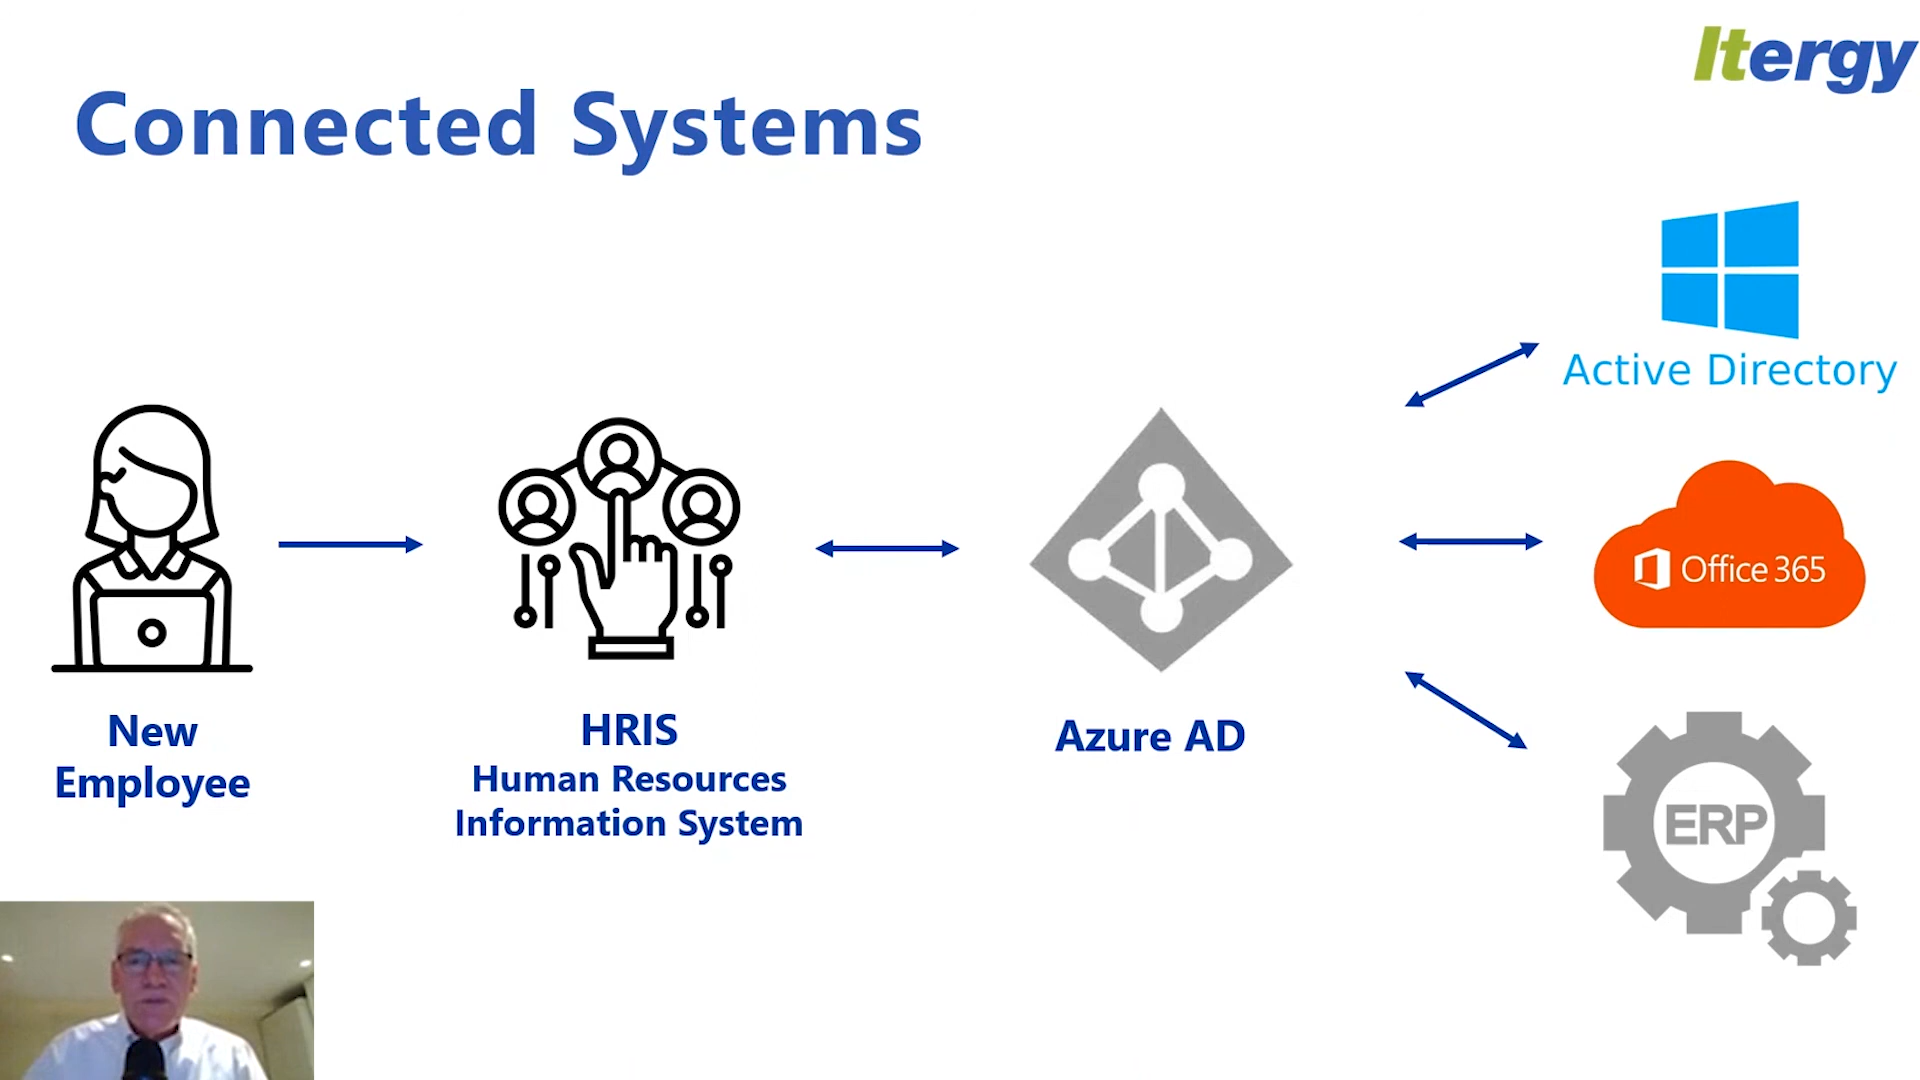 Itergy
Connected Systems
Active Directory
Office 365
New
Employee
HRIS
Human Resources
Information System
Azure AD
ERP